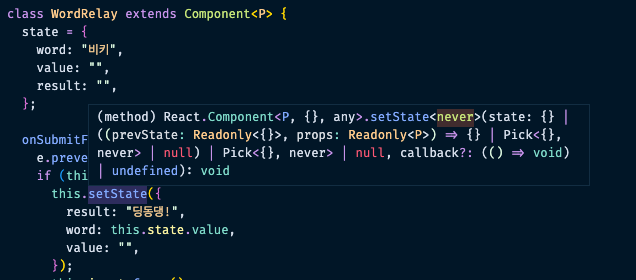 class WordRelay extends Component<P> {
state = {
word: "비키",
value: "",
result: "",
};
(method) React.Component<P, {}, any>.setState<never>(state: {} |
((prevState: Readonly<{}>, props: Readonly<P>) => {} | Pick<{},
never> | null) | Pick<{}, never> | null, callback?: (() => void)
| undefined): void
onSubmitF
e.preve
if (thi
this.setState({
result: "딩동댕!",
word: this.state.value,
value: "",
});